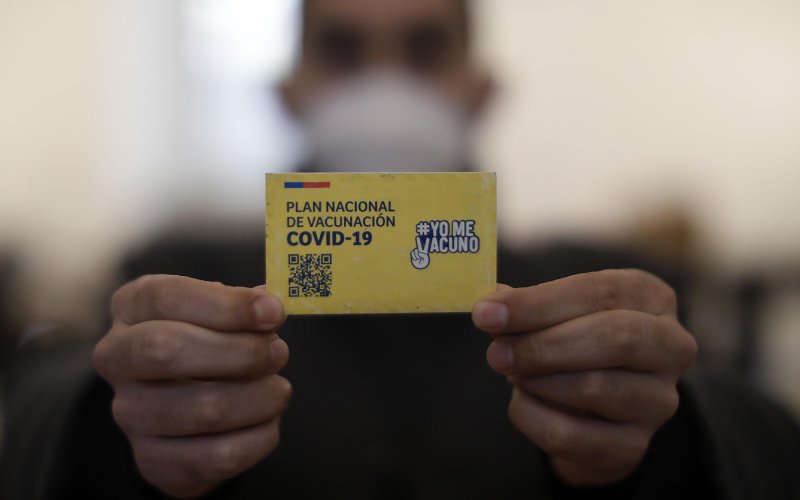 PLAN NACIONAL
DE VACUNACIÓN
COVID-19
#YO ME
VACUNO